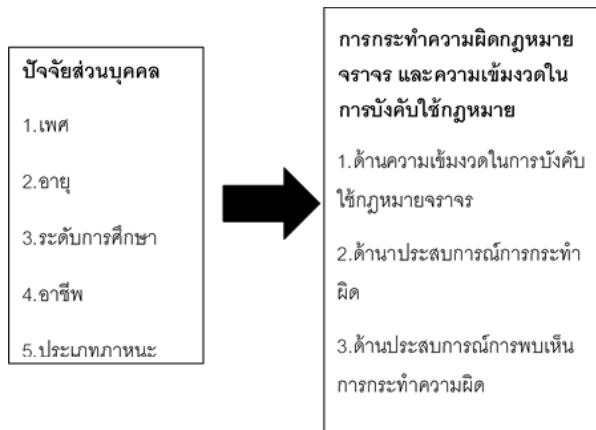 ปัจจัยส่วนบุคคล
1.เพศ
2.อายุ
3.ระดับการศึกษา
4.อาชีพ
5.ประเภทภาหนะ
การกระทำความผิดกฎหมาย
จราจร และความเข้มงวดใน
การบังคับใช้กฎหมาย
1.ด้านความเข้มงวดในการบังคับ
ใช้กฎหมายจราจร
2.ด้านาประสบการณ์การกระทำ
ผิด
3.ด้านประสบการณ์การพบเห็น
การกระทำความผิด